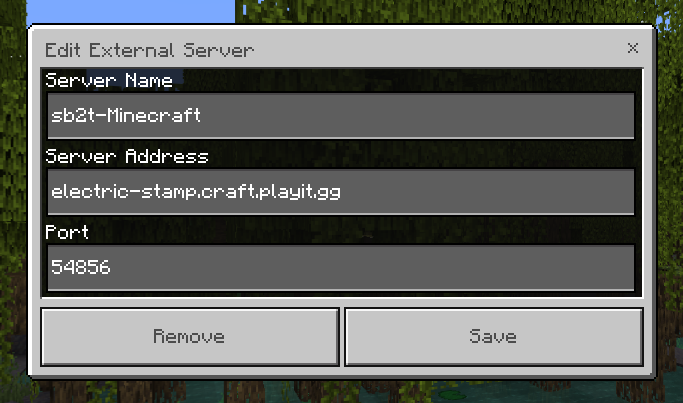 Edit External Server
Server Name
sb2t-Minecraft
Server Address
electric-stamp.craft.playit.gg
Port
54856
Remove
Save